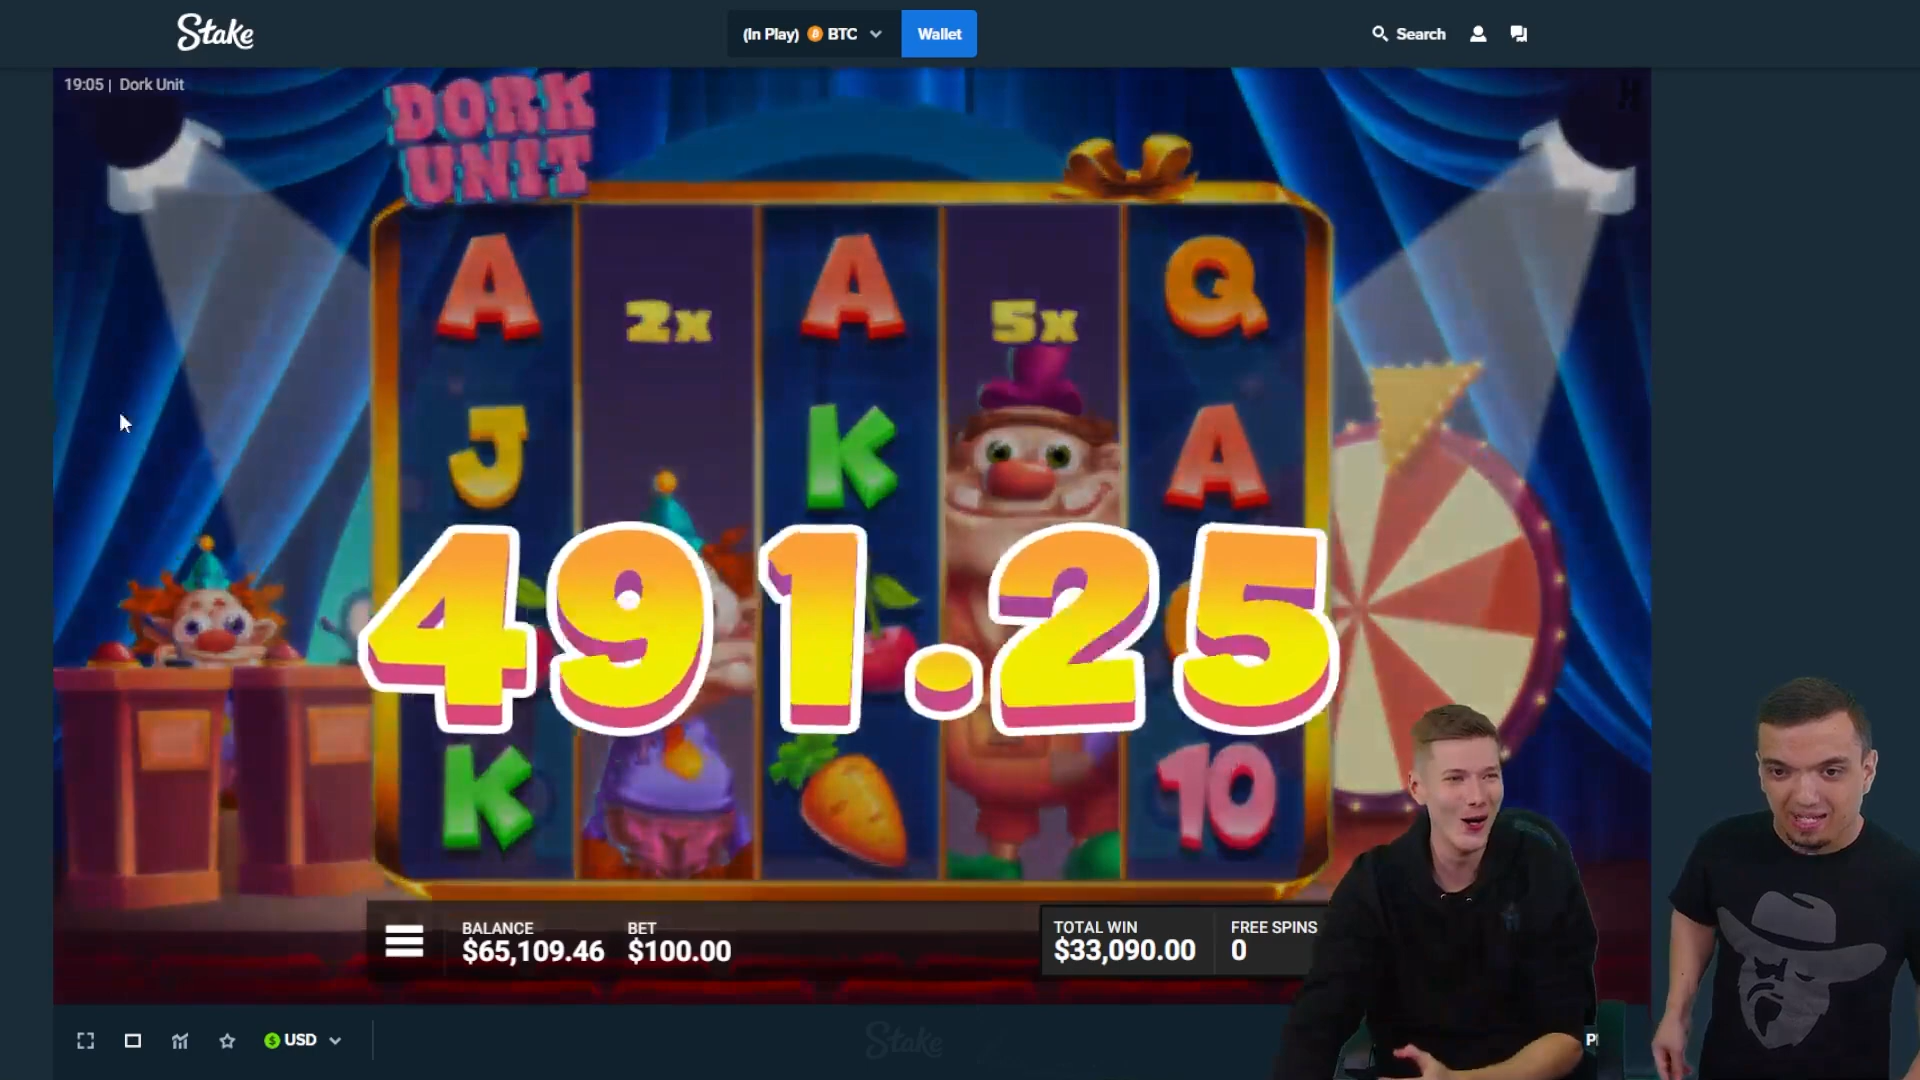 Stake
(In Play) BTC
Wallet
Search
19:05 | Dork Unit
DORK
UNIT
A
A
Q
2x
5x
J
K
A
491.25
K
10
BALANCE
$65,109.46
BET
$100.00
TOTAL WIN
$33,090.00
FREE SPINS
0
USD
Stake